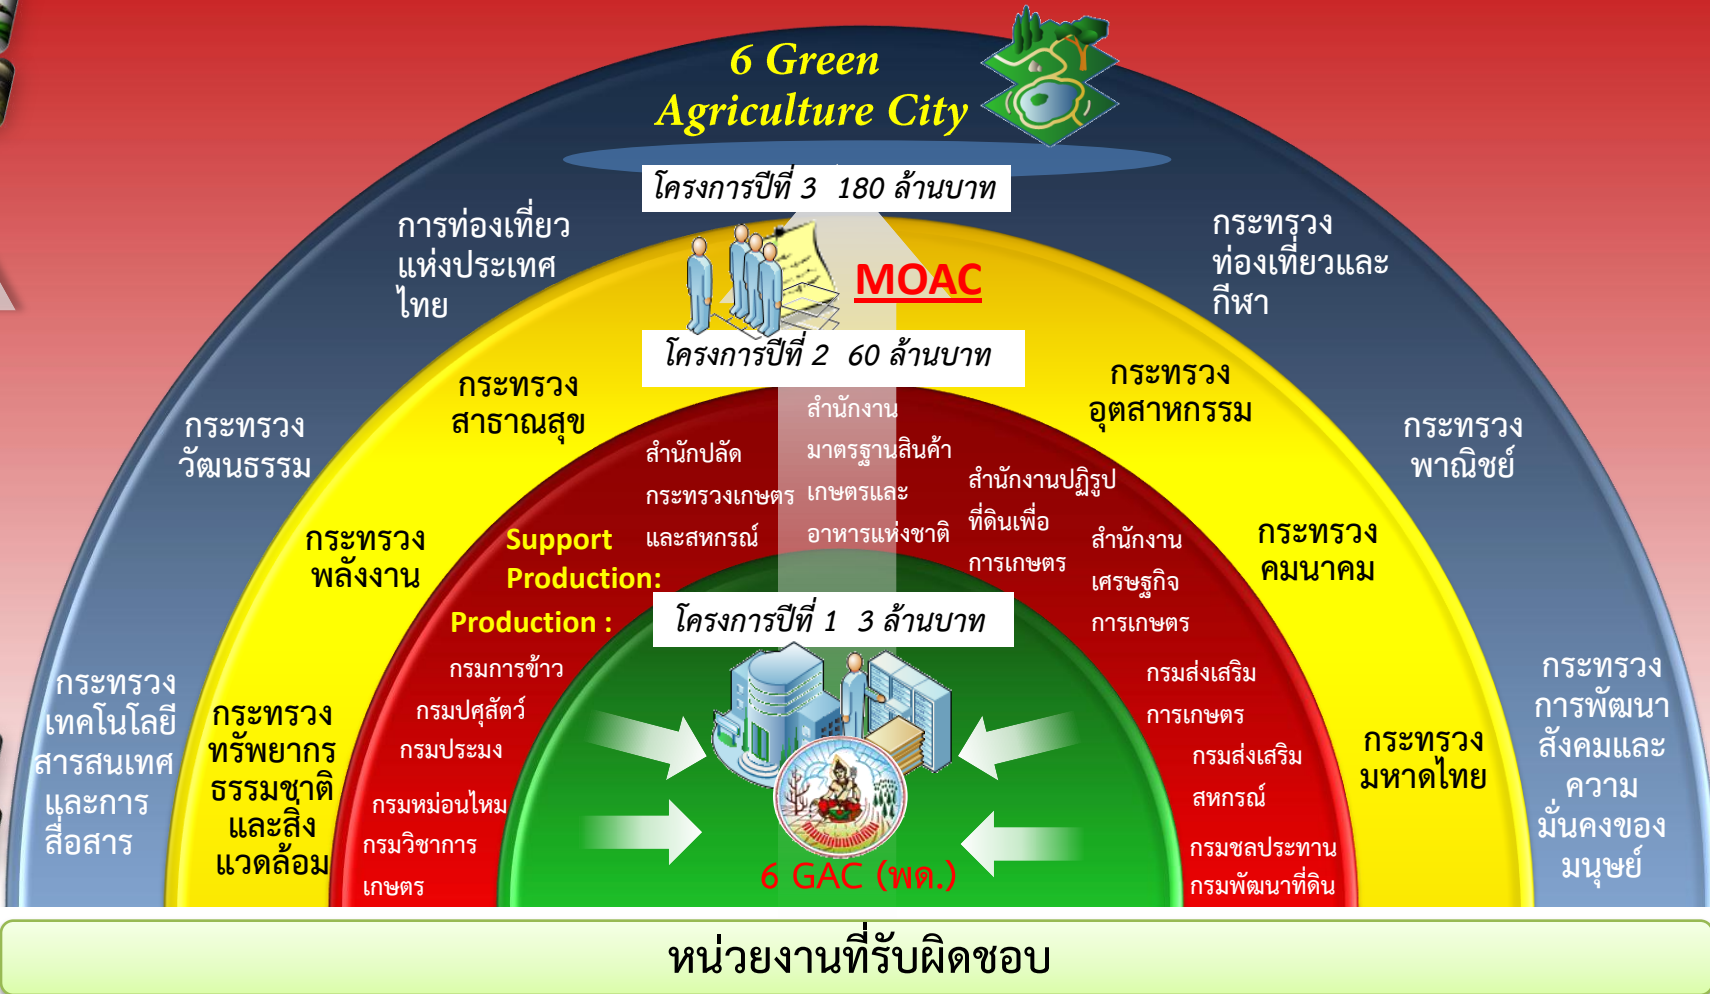 6 Green
Agriculture City
โครงการปีที่ 3 180 ล้านบาท
การท่องเที่ยว
แห่งประเทศ
ไทย
กระทรวง
ท่องเที่ยวและ
กีฬา
MOAC
โครงการปีที่ 2 60 ล้านบาท
กระทรวง
วัฒนธรรม
กระทรวง
สาธาณสุข
กระทรวง
อุตสาหกรรม
กระทรวง
พาณิชย์
สำนักปลัด
กระทรวงเกษตร
และสหกรณ์
สำนักงาน
มาตรฐานสินค้า
เกษตรและ
อาหารแห่งชาติ
สำนักงานปฏิรูป
ที่ดินเพื่อ
การเกษตร
สำนักงาน
เศรษฐกิจ
การเกษตร
กระทรวง
พลังงาน
Support
Production:
Production :
กระทรวง
คมนาคม
โครงการปีที่ 1 3 ล้านบาท
กระทรวง
เทคโนโลยี
สารสนเทศ
และการ
สื่อสาร
กระทรวง
ทรัพยากร
ธรรมชาติ
และสิ่ง
แวดล้อม
กรมการข้าว
กรมปศุสัตว์
กรมประมง
กรมหม่อนไหม
กรมวิชาการ
เกษตร
กรมส่งเสริม
การเกษตร
กรมส่งเสริม
สหกรณ์
กรมชลประทาน
กรมพัฒนาที่ดิน
กระทรวง
มหาดไทย
กระทรวง
การพัฒนา
สังคมและ
ความ
มั่นคงของ
มนุษย์
กรมพัฒนาที่ดิน
6 GAC (พด.)
หน่วยงานที่รับผิดชอบ